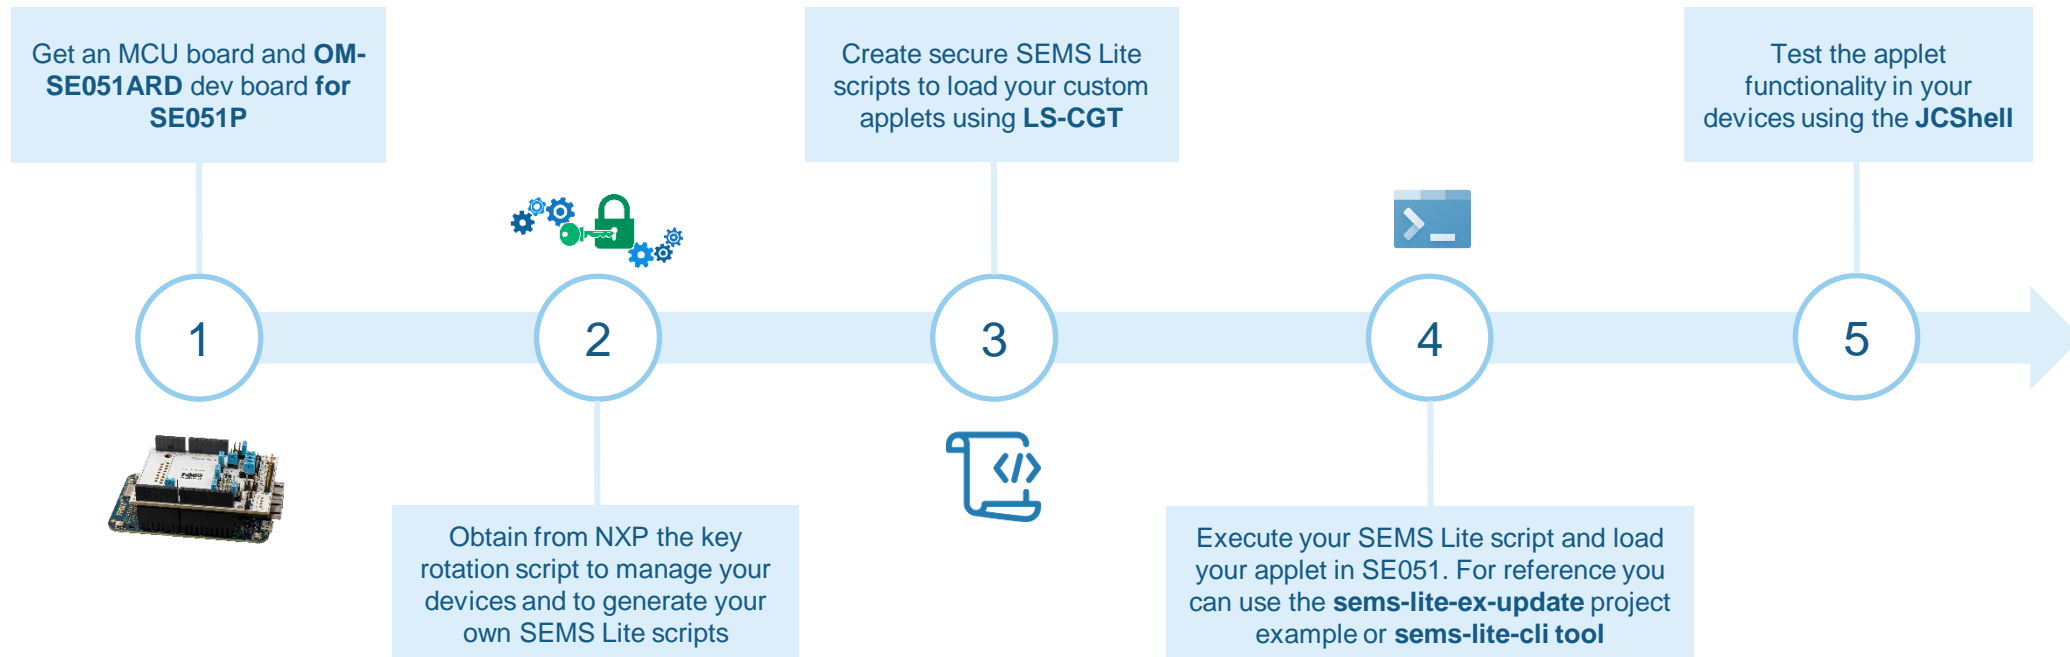 Get an MCU board and OM-
SE051ARD dev board for
SE051P
Create secure SEMS Lite
scripts to load your custom
applets using LS-CGT
Test the applet
functionality in your
devices using the JCShell
1
2
3
4
5
Obtain from NXP the key
rotation script to manage your
devices and to generate your
own SEMS Lite scripts
Execute your SEMS Lite script and load
your applet in SE051. For reference you
can use the sems-lite-ex-update project
example or sems-lite-cli tool